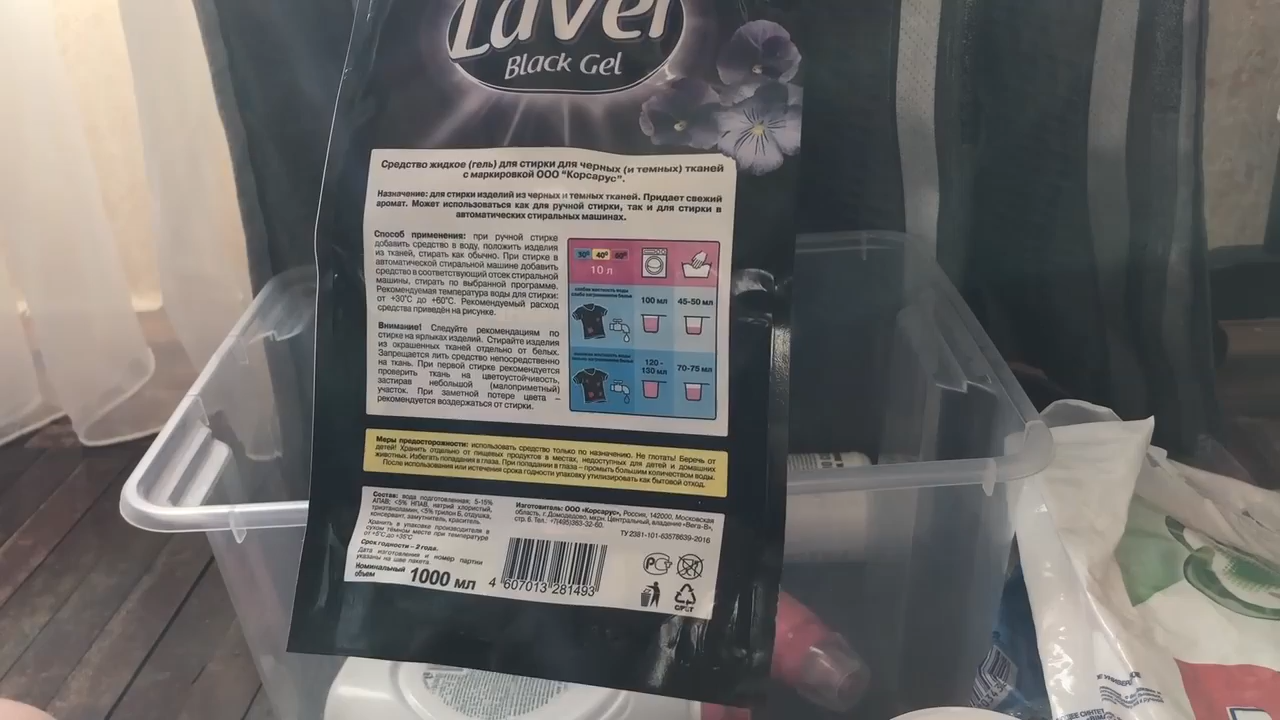 Laver
Black Gel
Средство жидкое (гель) для стирки для черных (и темных) тканей
с маркировкой ООО "Корсарус".
Назначение: для стирки изделий из черных и темных тканей. Придает свежий
аромат. Может использоваться как для ручной стирки, так и для стирки в
автоматических стиральных машинах.
Способ применения: при ручной стирке
добавить средство в воду, положить изделия
из тканей, стирать как обычно. При стирке в
автоматической стиральной машине добавить
средство в соответствующий отсек стиральной
машины, стирать по выбранной программе.
Рекомендуемая температура воды для стирки:
от +30°С до +60°С. Рекомендуемый расход
средства приведён на рисунке.
Внимание! Следуйте рекомендациям по
стирке на ярлыках изделий. Стирайте изделия
из окрашенных тканей отдельно от белых.
Запрещается лить средство непосредственно
на ткань. При первой стирке рекомендуется
проверить ткань на цветоустойчивость,
застирав небольшой (малоприметный)
участок. При заметной потере цвета –
рекомендуется воздержаться от стирки.
30° 40° 60°
10 л
100 мл 45-50 мл
120 -
130 мл 70-75 мл
Меры предосторожности: использовать средство только по назначению. Не глотать! Беречь от
детей! Хранить отдельно от пищевых продуктов в местах, недоступных для детей и домашних
животных. Избегать попадания в глаза. При попадании в глаза – промыть большим количеством воды.
После использования или истечения срока годности упаковку утилизировать как бытовой отход.
Состав: вода подготовленная; 5-15%
АПАВ; <5% НПАВ, натрий хлористый,
триэтаноламин, <5% трилон Б, отдушка,
консервант, замутнитель, краситель.
Хранить в упаковке производителя в
сухом тёмном месте при температуре
от +5°С до +35°С
Срок годности – 2 года.
Дата изготовления и номер партии
указаны на шве пакета.
Номинальный
объем 1000 мл
Изготовитель: ООО «Корсарус», Россия, 142000, Московская
область, г. Домодедово, мкрн. Центральный, владение «Вега-В»,
стр. 6. Тел.: +7(495)363-32-60.
ТУ 2381-101-63578639-2016
4 607013 281493
РСТ
C/PET